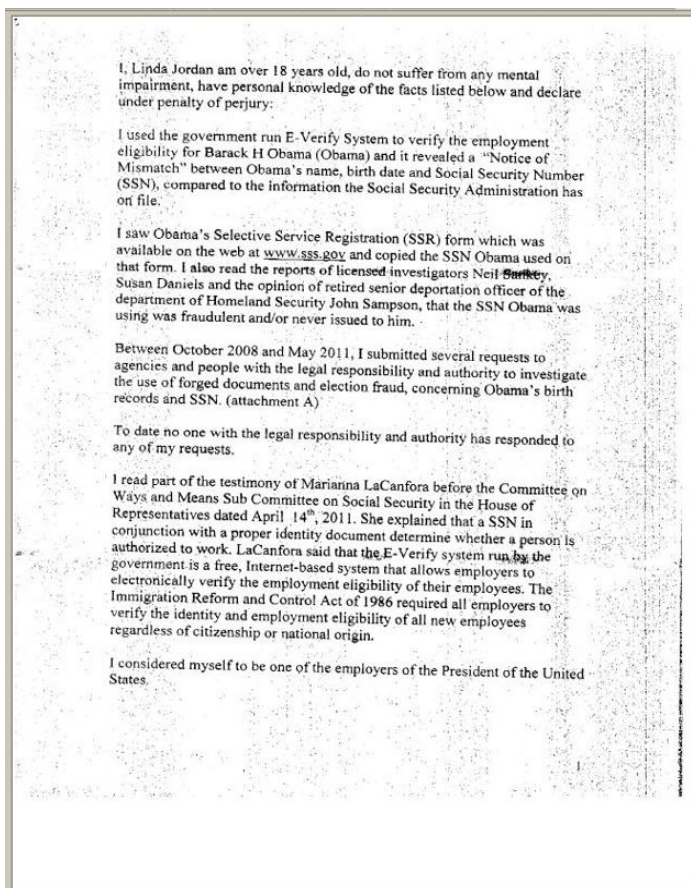 I, Linda Jordan am over 18 years old, do not suffer from any mental
impairment, have personal knowledge of the facts listed below and declare
under penalty of perjury:
I used the government run E-Verify System to verify the employment
eligibility for Barack H Obama (Obama) and it revealed a "Notice of
Mismatch" between Obama's name, birth date and Social Security Number
(SSN), compared to the information the Social Security Administration has
on file.
I saw Obama's Selective Service Registration (SSR) form which was
available on the web at www.sss.gov and copied the SSN Obama used on
that form. I also read the reports of licensed investigators Neil Sankey,
Susan Daniels and the opinion of retired senior deportation officer of the
department of Homeland Security John Sampson, that the SSN Obama was
using was fraudulent and/or never issued to him.
Between October 2008 and May 2011, I submitted several requests to
agencies and people with the legal responsibility and authority to investigate
the use of forged documents and election fraud, concerning Obama's birth
records and SSN. (attachment A)
To date no one with the legal responsibility and authority has responded to
any of my requests.
I read part of the testimony of Marianna LaCanfora before the Committee on
Ways and Means Sub Committee on Social Security in the House of
Representatives dated April 14th, 2011. She explained that a SSN in
conjunction with a proper identity document determine whether a person is
authorized to work. LaCanfora said that the E-Verify system run by the
government is a free, Internet-based system that allows employers to
electronically verify the employment eligibility of their employees. The
Immigration Reform and Control Act of 1986 required all employers to
verify the identity and employment eligibility of all new employees
regardless of citizenship or national origin.
I considered myself to be one of the employers of the President of the United
States.
1